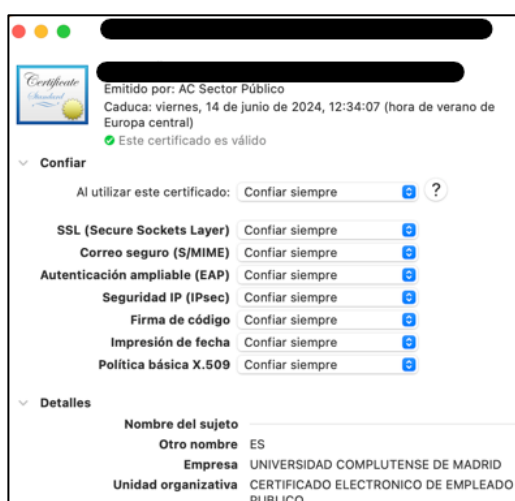 Certificate
Standard
Emitido por: AC Sector Público
Caduca: viernes, 14 de junio de 2024, 12:34:07 (hora de verano de
Europa central)
Este certificado es válido
Confiar
Al utilizar este certificado: Confiar siempre ?
SSL (Secure Sockets Layer) Confiar siempre
Correo seguro (S/MIME) Confiar siempre
Autenticación ampliable (EAP) Confiar siempre
Seguridad IP (IPsec) Confiar siempre
Firma de código Confiar siempre
Impresión de fecha Confiar siempre
Política básica X.509 Confiar siempre
Detalles
Nombre del sujeto
Otro nombre ES
Empresa UNIVERSIDAD COMPLUTENSE DE MADRID
Unidad organizativa CERTIFICADO ELECTRONICO DE EMPLEADO
PUBLICO